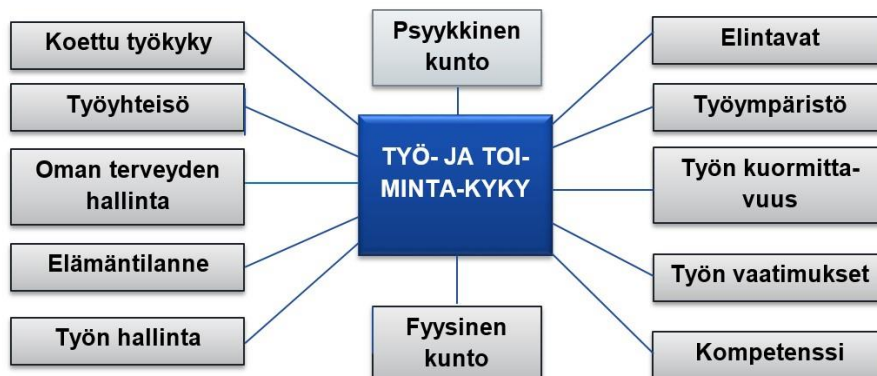 Koettu työkyky
Työyhteisö
Oman terveyden
hallinta
Elämäntilanne
Työn hallinta
Psyykkinen
kunto
TYÖ- JA TOI-
MINTA-KYKY
Fyysinen
kunto
Elintavat
Työympäristö
Työn kuormitta-
vuus
Työn vaatimukset
Kompetenssi